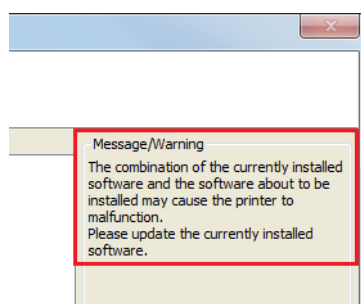 Message/Warning
The combination of the currently installed
software and the software about to be
installed may cause the printer to
malfunction.
Please update the currently installed
software.